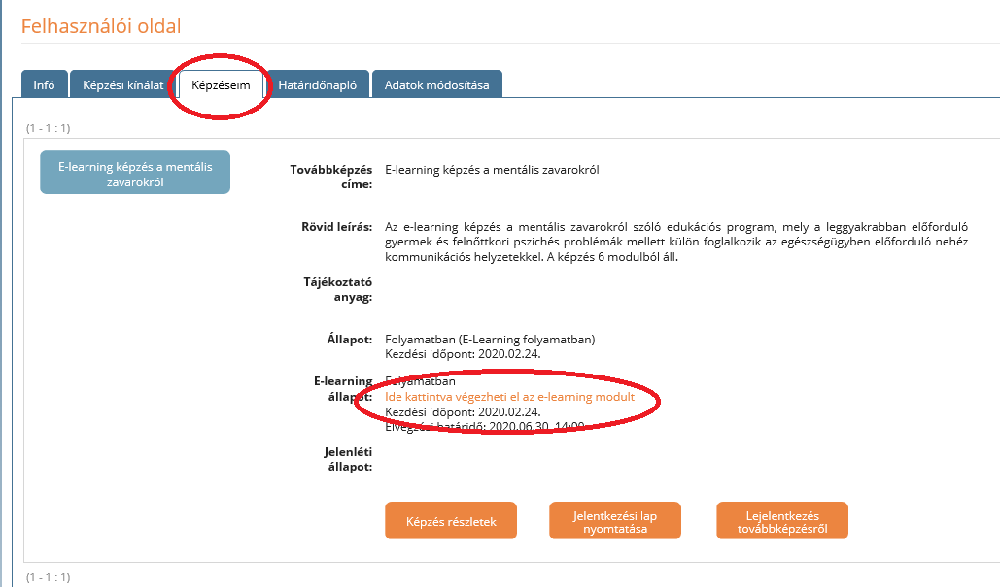 Felhasználói oldal
Infó
Képzési kínálat
Képzéseim
Határidőnapló
Adatok módosítása
(1 - 1 : 1)
E-learning képzés a mentális
zavarokról
Továbbképzés
címe:
E-learning képzés a mentális zavarokról
Rövid leírás:
Az e-learning képzés a mentális zavarokról szóló edukációs program, mely a leggyakrabban előforduló
gyermek és felnőttkori pszichés problémák mellett külön foglalkozik az egészségügyben előforduló nehéz
kommunikációs helyzetekkel. A képzés 6 modulból áll.
Tájékoztató
anyag:
Állapot:
Folyamatban (E-Learning folyamatban)
Kezdési időpont: 2020.02.24.
E-learning
állapot:
Folyamatban
Ide kattintva végezheti el az e-learning modult
Kezdési időpont: 2020.02.24.
Elvégzési határidő: 2020.06.30. 14:00
Jelenléti
állapot:
Képzés részletek
Jelentkezési lap
nyomtatása
Lejelentkezés
továbbképzésről
(1 - 1 : 1)